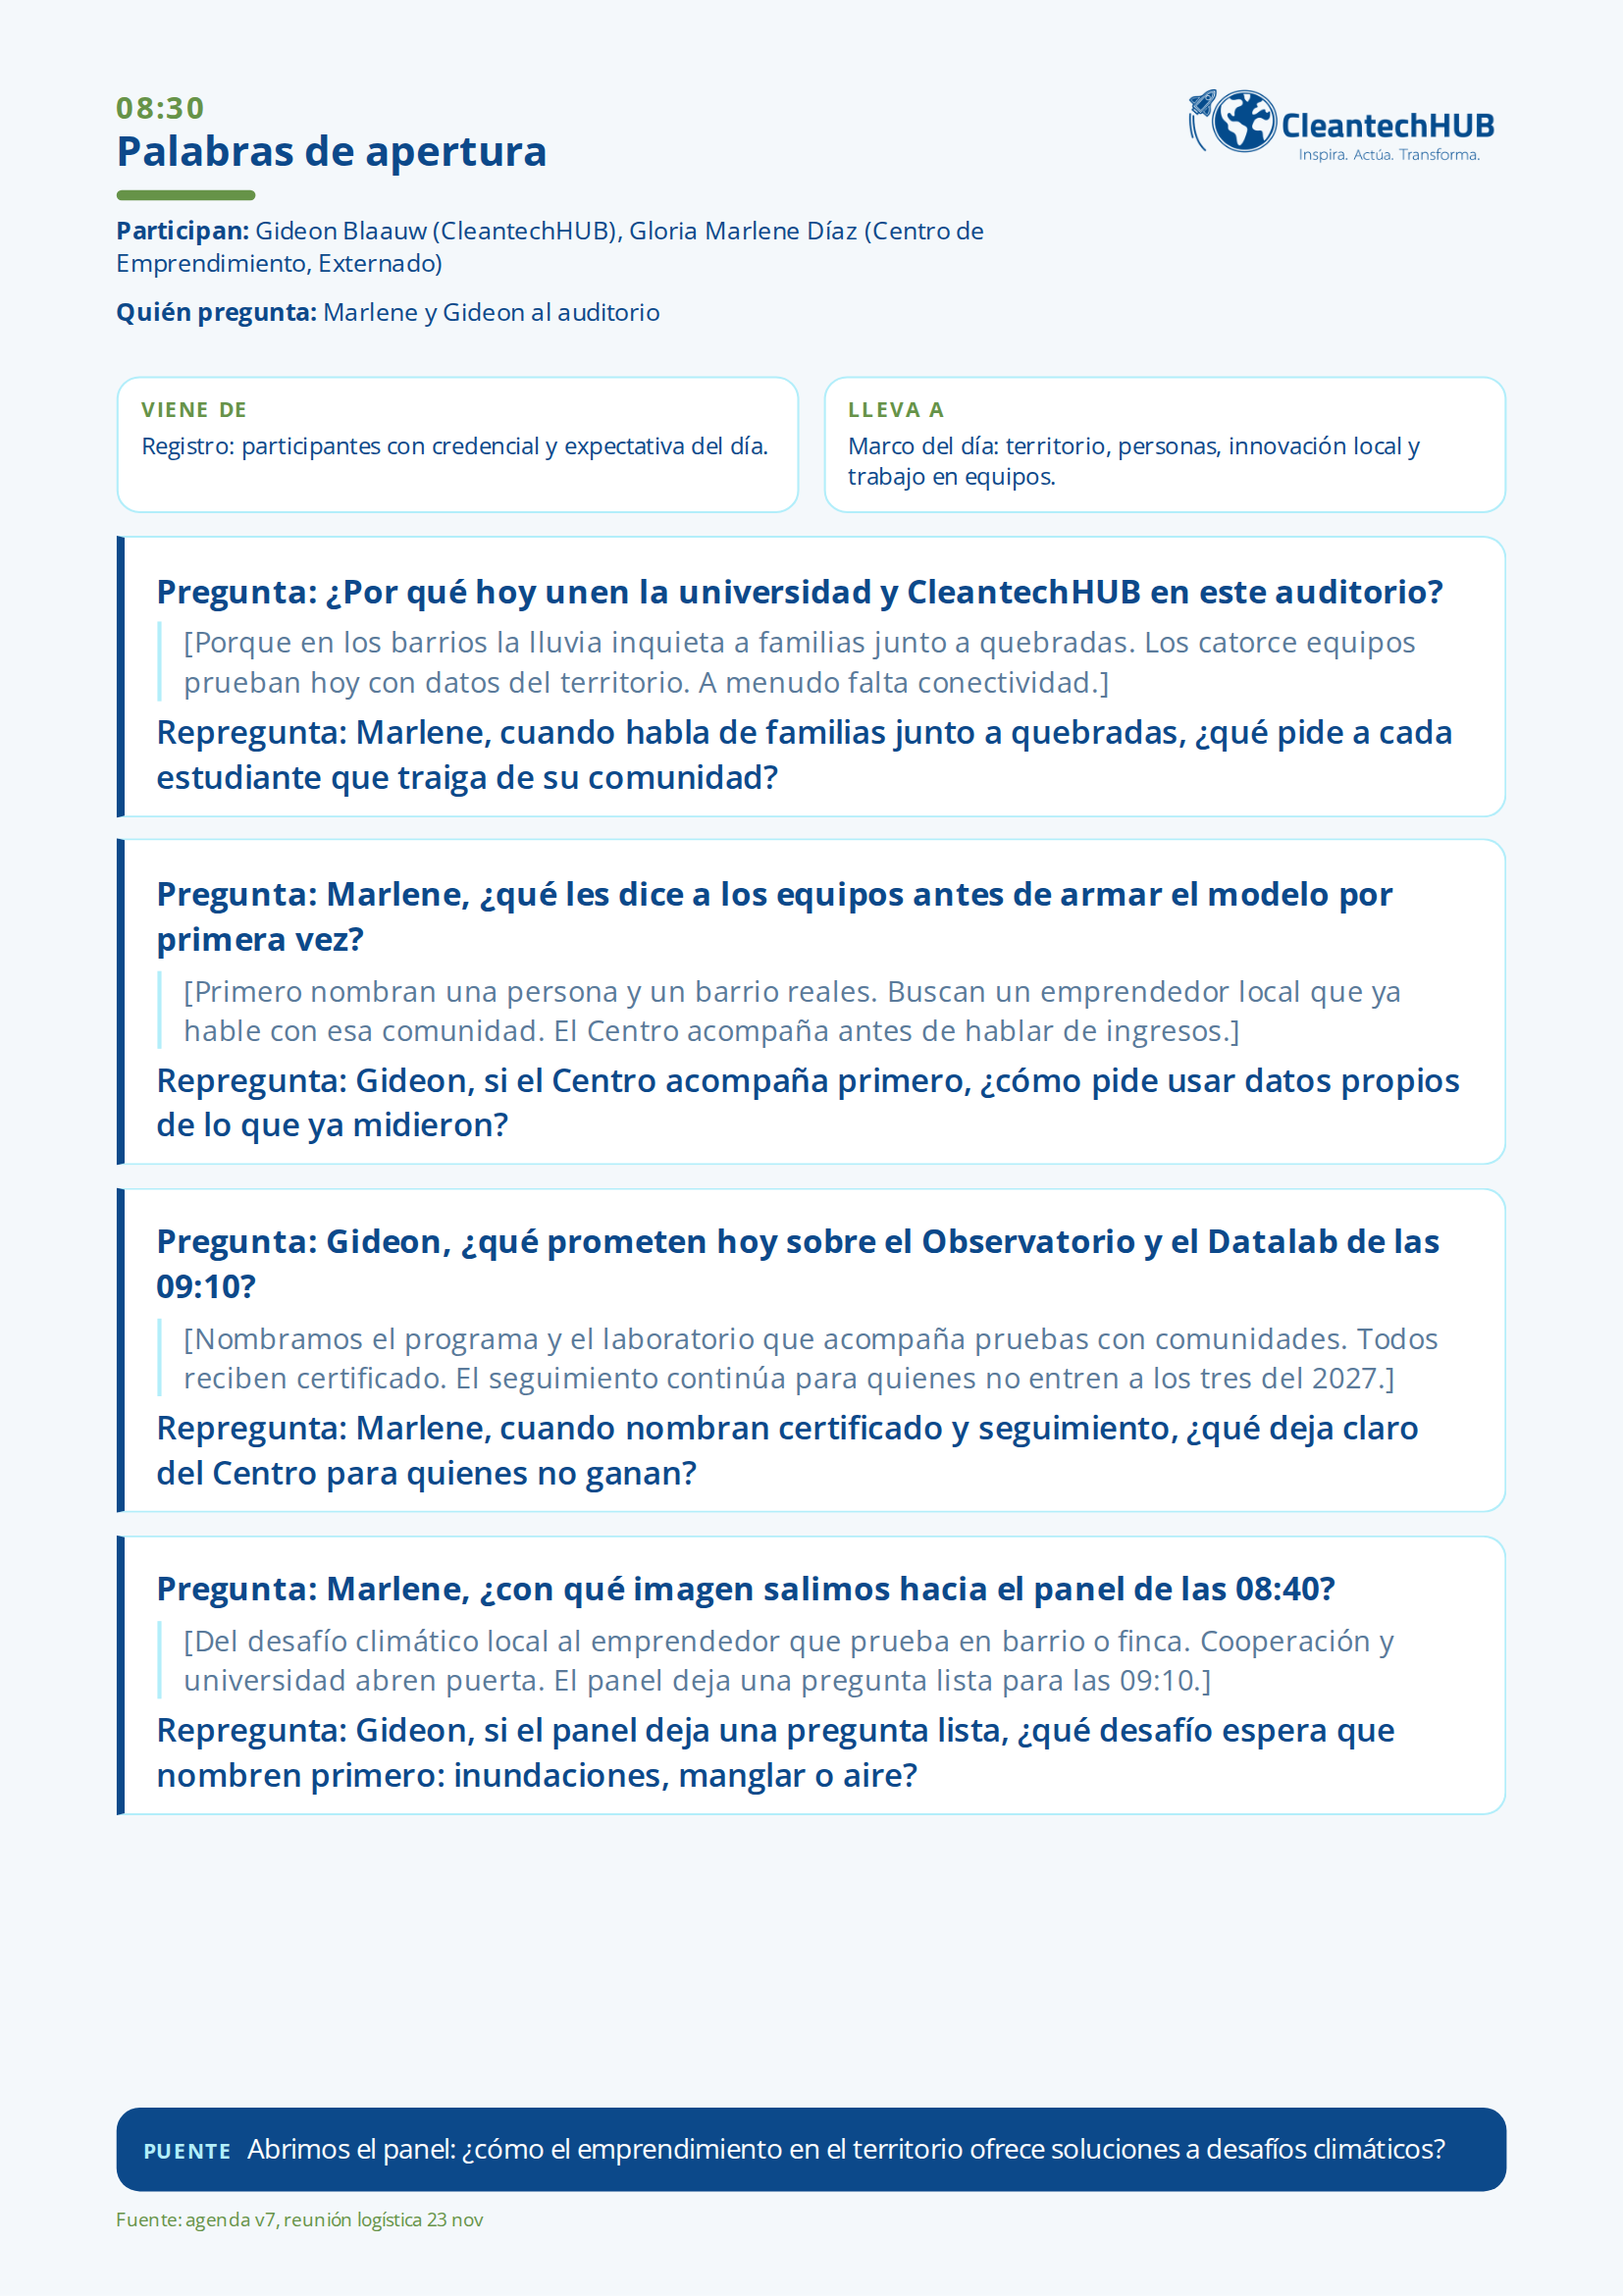 08:30
Palabras de apertura
CleantechHUB
Inspira. Actúa. Transforma.
Participan: Gideon Blaauw (CleantechHUB), Gloria Marlene Díaz (Centro de
Emprendimiento, Externado)
Quién pregunta: Marlene y Gideon al auditorio
VIENE DE
Registro: participantes con credencial y expectativa del día.
LLEVA A
Marco del día: territorio, personas, innovación local y
trabajo en equipos.
Pregunta: ¿Por qué hoy unen la universidad y CleantechHUB en este auditorio?
[Porque en los barrios la lluvia inquieta a familias junto a quebradas. Los catorce equipos
prueban hoy con datos del territorio. A menudo falta conectividad.]
Repregunta: Marlene, cuando habla de familias junto a quebradas, ¿qué pide a cada
estudiante que traiga de su comunidad?
Pregunta: Marlene, ¿qué les dice a los equipos antes de armar el modelo por
primera vez?
[Primero nombran una persona y un barrio reales. Buscan un emprendedor local que ya
hable con esa comunidad. El Centro acompaña antes de hablar de ingresos.]
Repregunta: Gideon, si el Centro acompaña primero, ¿cómo pide usar datos propios
de lo que ya midieron?
Pregunta: Gideon, ¿qué prometen hoy sobre el Observatorio y el Datalab de las
09:10?
[Nombramos el programa y el laboratorio que acompaña pruebas con comunidades. Todos
reciben certificado. El seguimiento continúa para quienes no entren a los tres del 2027.]
Repregunta: Marlene, cuando nombran certificado y seguimiento, ¿qué deja claro
del Centro para quienes no ganan?
Pregunta: Marlene, ¿con qué imagen salimos hacia el panel de las 08:40?
[Del desafío climático local al emprendedor que prueba en barrio o finca. Cooperación y
universidad abren puerta. El panel deja una pregunta lista para las 09:10.]
Repregunta: Gideon, si el panel deja una pregunta lista, ¿qué desafío espera que
nombren primero: inundaciones, manglar o aire?
PUENTE Abrimos el panel: ¿cómo el emprendimiento en el territorio ofrece soluciones a desafíos climáticos?
Fuente: agenda v7, reunión logística 23 nov